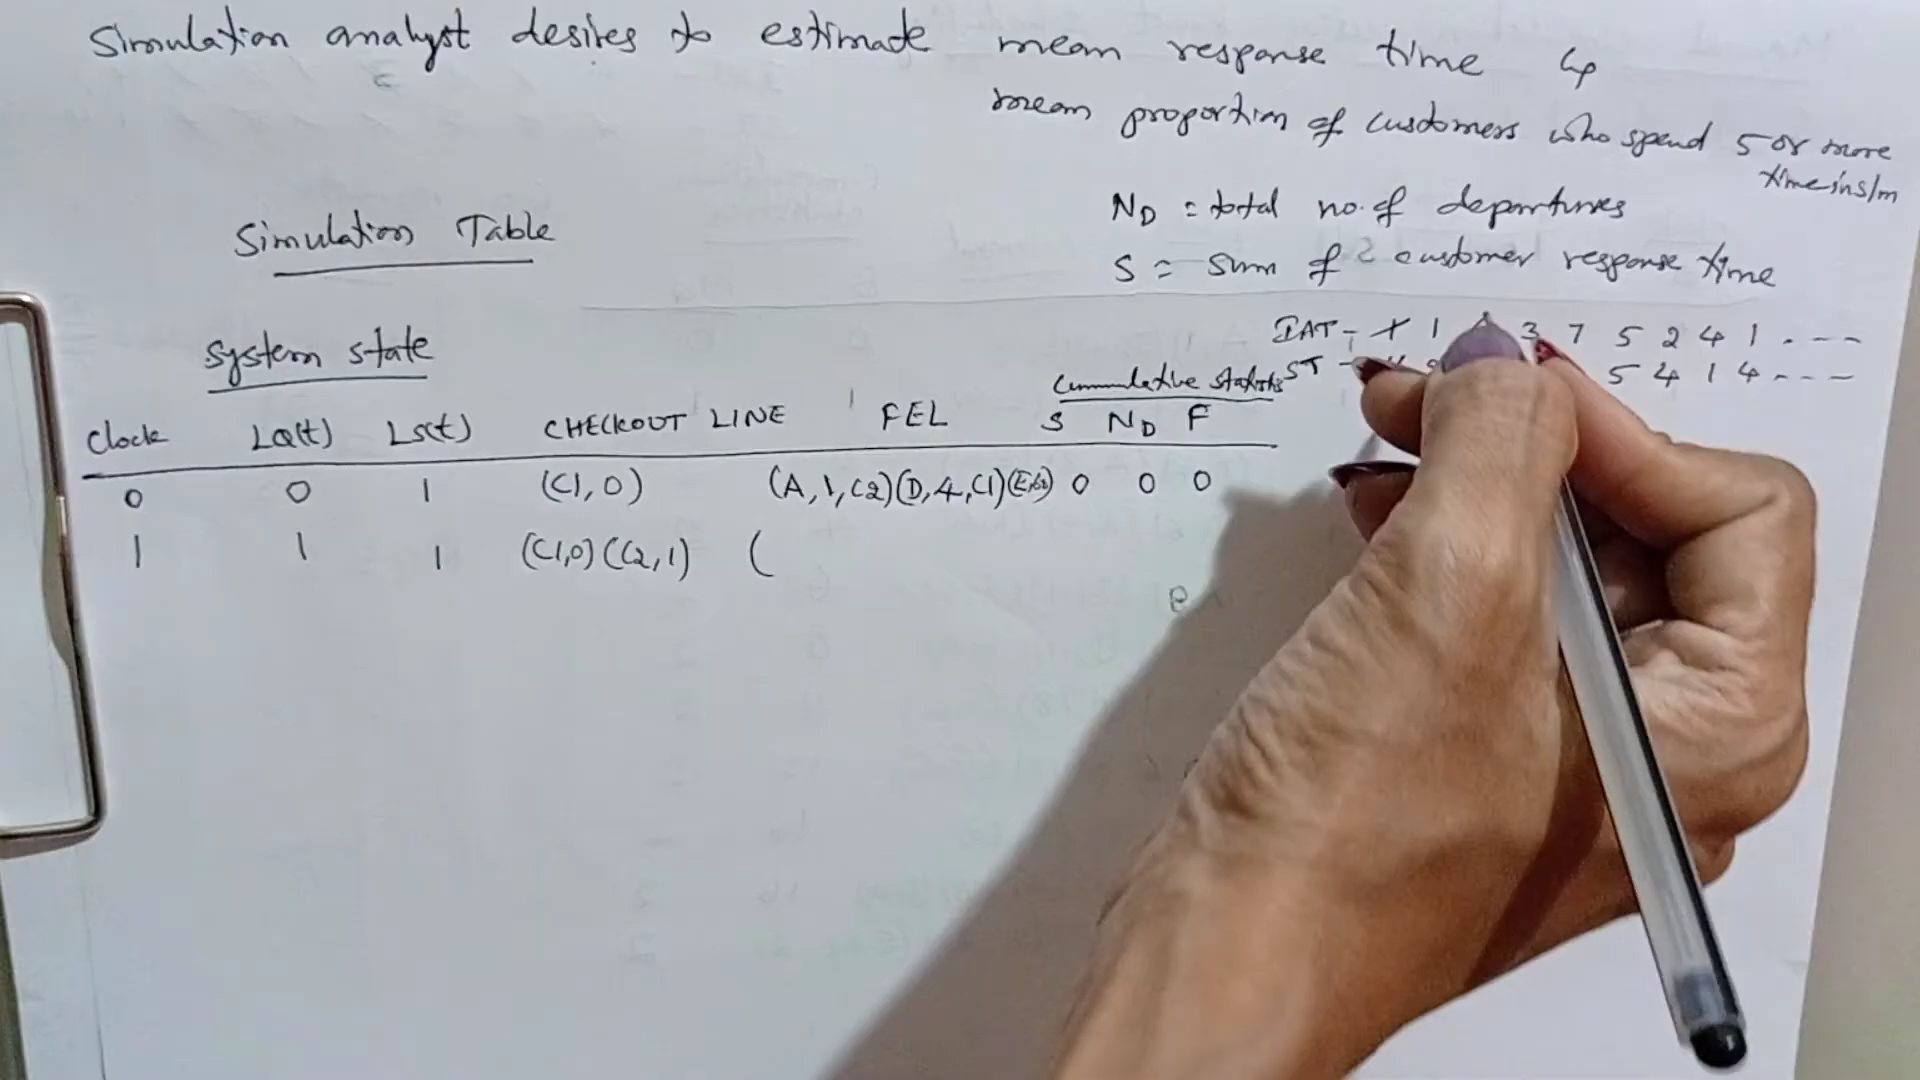 Simulation analyst desires to estimate mean response time &
mean proportion of customers who spend 5 or more
time in s/m
ND = total no. of departures
S = sum of customer response time
Simulation Table
IAT - 1 3 7 5 2 4 1 . ---
ST - 5 4 1 4 - - -
System state
Cummulative statistics
Clock LQ(t) LS(t) CHECKOUT LINE FEL S ND F
0 0 1 (C1,0) (A,1,C2)(D,4,C1) 0 0 0
1 1 1 (C1,0)(C2,1) (